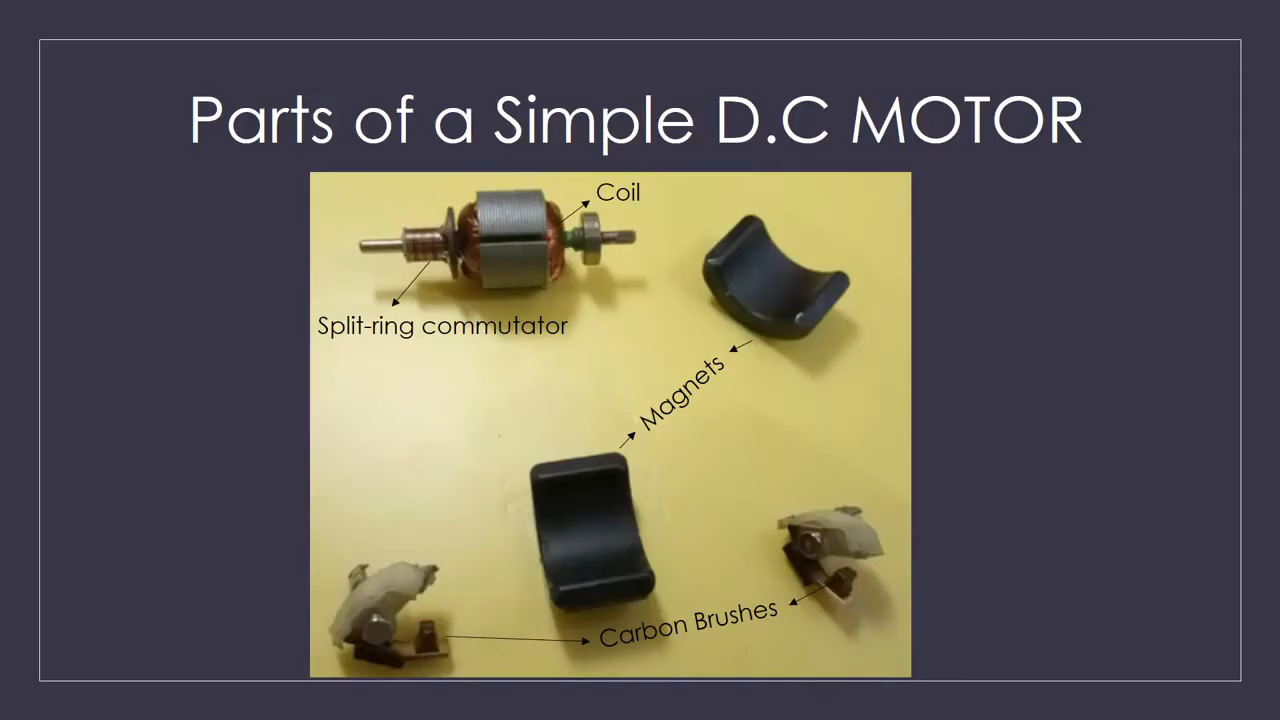 Parts of a Simple D.C MOTOR
Coil
Split-ring commutator
Magnets
Carbon Brushes